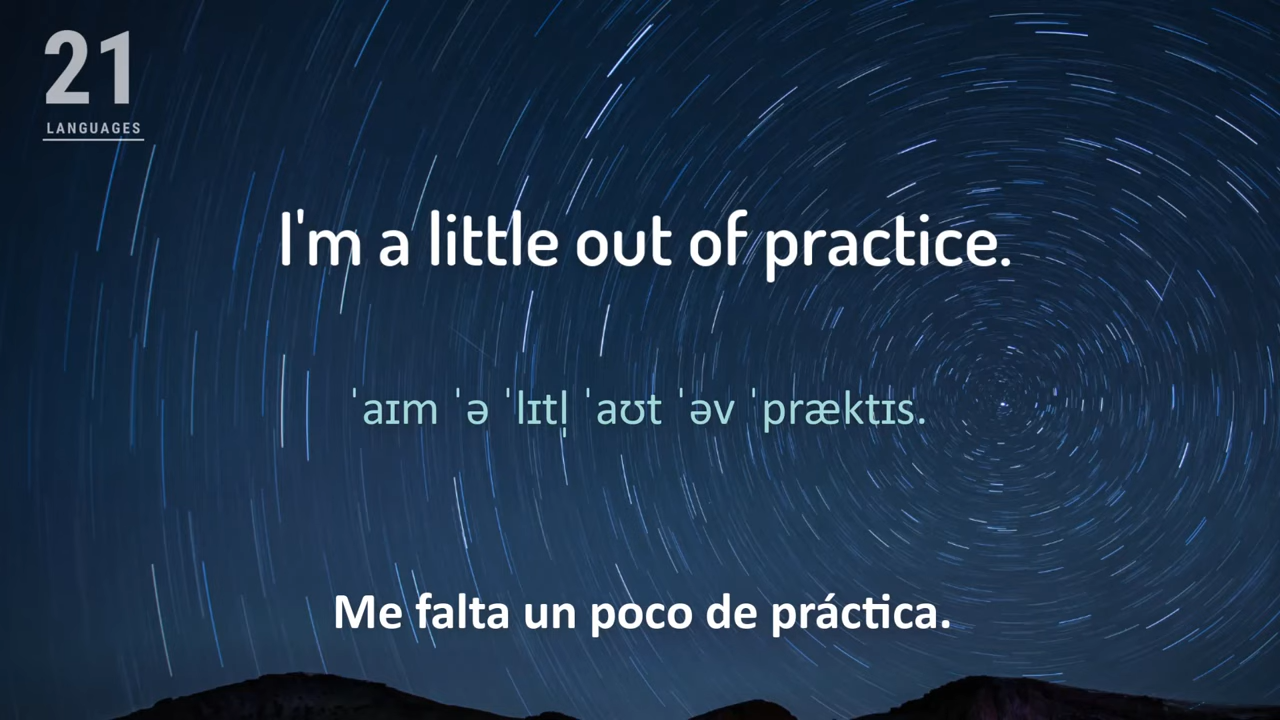 21
LANGUAGES
I'm a little out of practice.
ˈaɪm ˈə ˈlɪtl̩ ˈaʊt ˈəv ˈpræktɪs.
Me falta un poco de práctica.